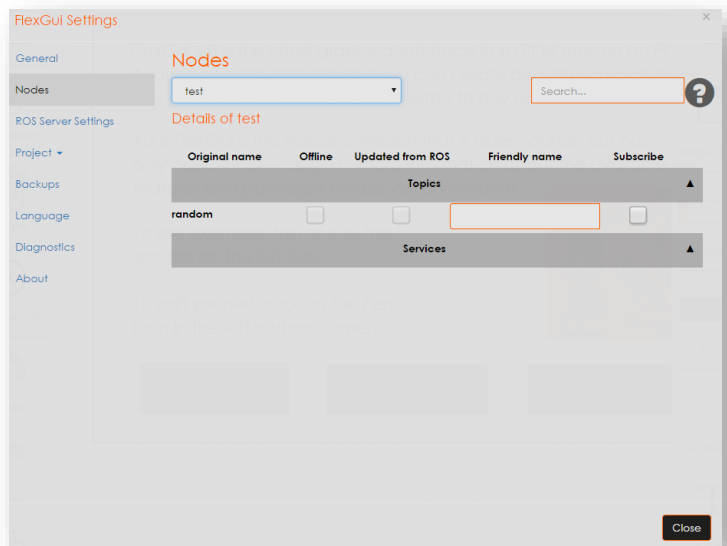 FlexGui Settings ×
General
Nodes
ROS Server Settings
Project
Backups
Language
Diagnostics
About
Nodes
test
Search...
?
Details of test
Original name Offline Updated from ROS Friendly name Subscribe
Topics
random
Services
Close